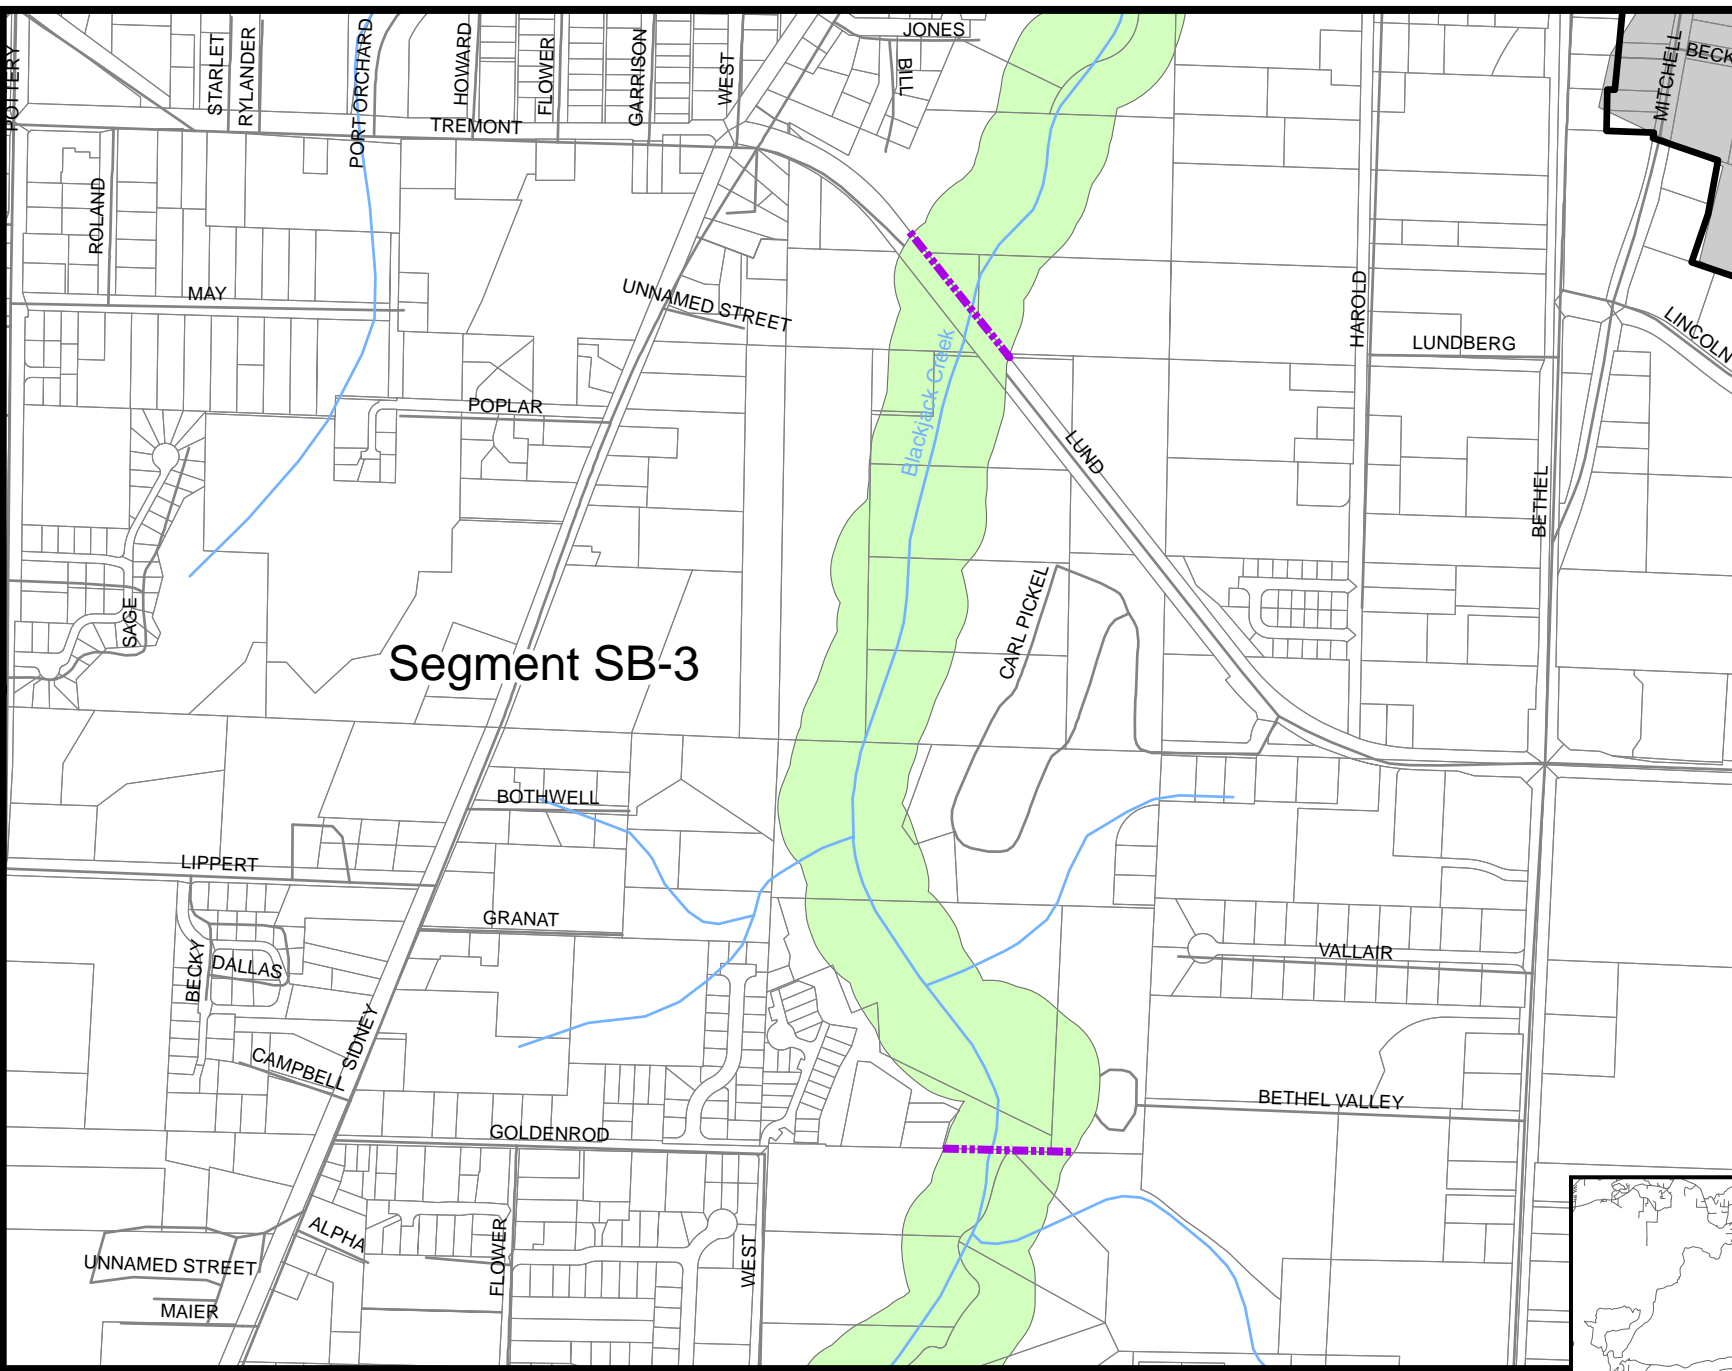 JONES
POTTERY
STARLET
RYLANDER
PORT ORCHARD
HOWARD
FLOWER
GARRISON
WEST
BILL
MITCHELL
BECK
TREMONT
ROLAND
MAY
UNNAMED STREET
HAROLD
LUNDBERG
LINCOLN
Blackjack Creek
POPLAR
LUND
BETHEL
SAGE
CARL PICKEL
Segment SB-3
BOTHWELL
LIPPERT
GRANAT
BECKY
DALLAS
VALLAIR
SIDNEY
CAMPBELL
BETHEL VALLEY
GOLDENROD
ALPHA
FLOWER
WEST
UNNAMED STREET
MAIER